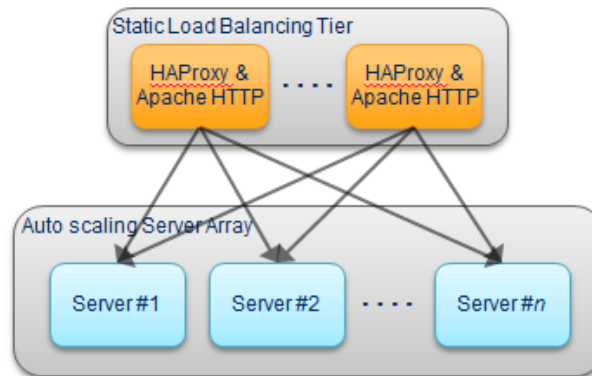 Static Load Balancing Tier
HAProxy &
Apache HTTP
. . . .
HAProxy &
Apache HTTP
Auto scaling Server Array
Server #1
Server #2
. . . .
Server #n